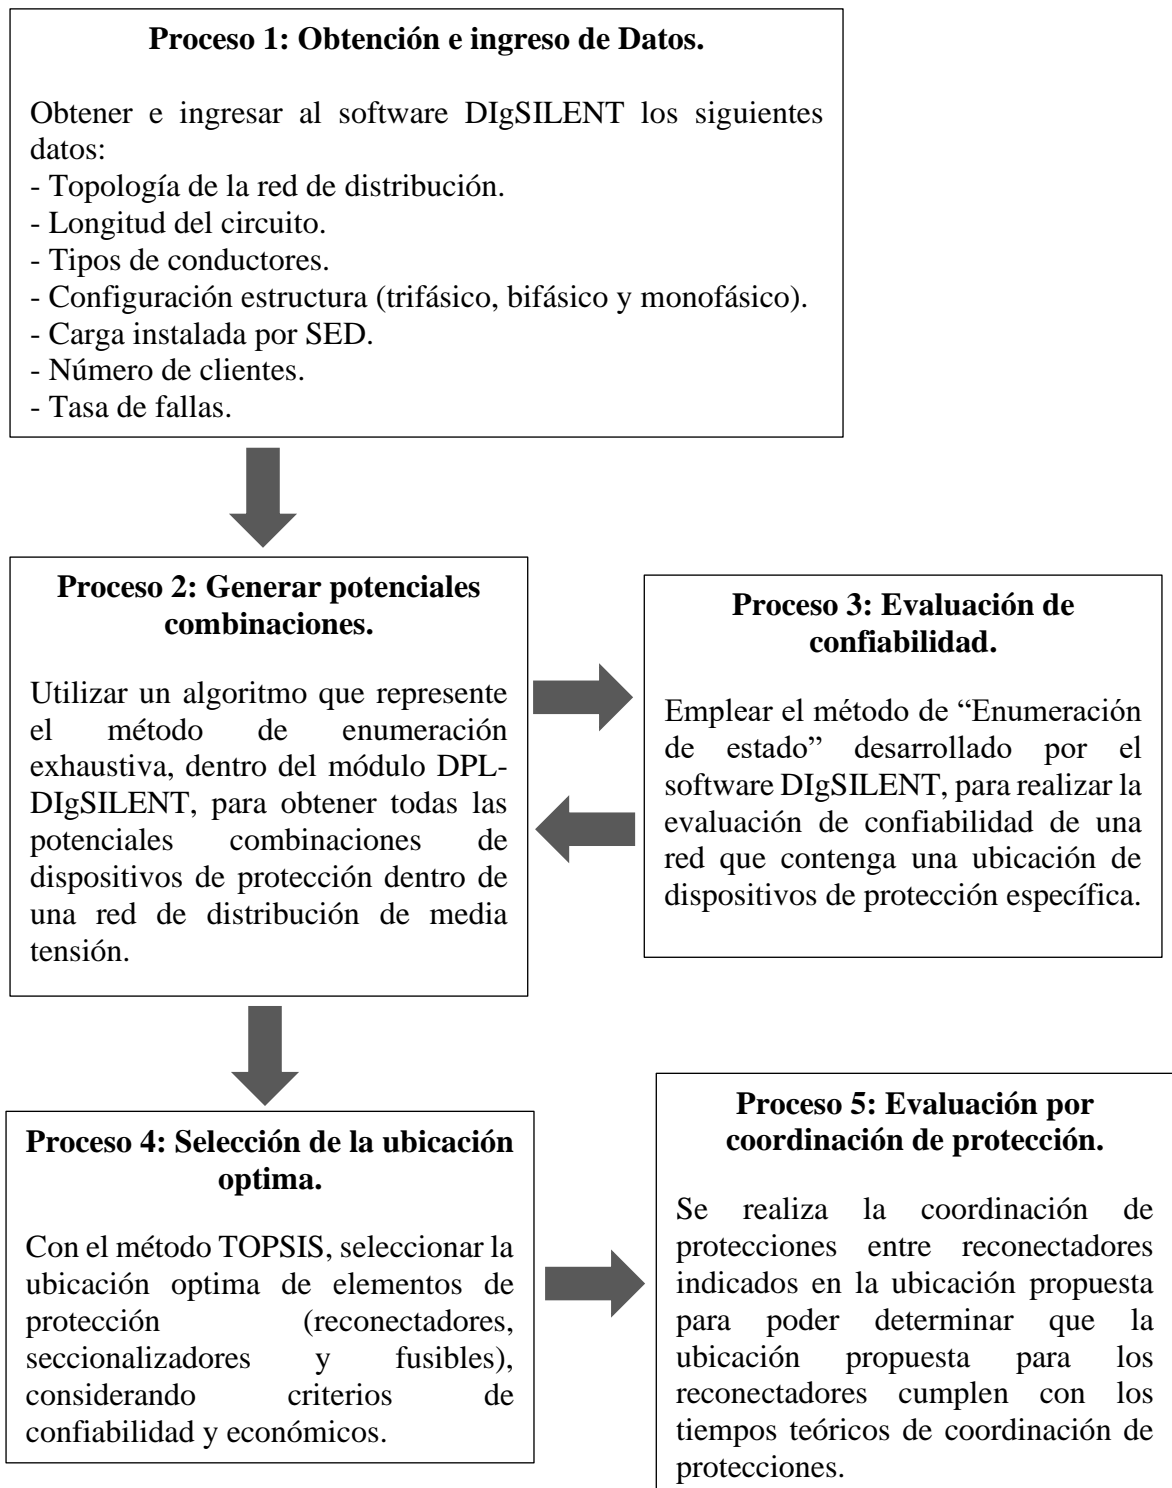 Proceso 1: Obtención e ingreso de Datos.
Obtener e ingresar al software DIgSILENT los siguientes
datos:
- Topología de la red de distribución.
- Longitud del circuito.
- Tipos de conductores.
- Configuración estructura (trifásico, bifásico y monofásico).
- Carga instalada por SED.
- Número de clientes.
- Tasa de fallas.
Proceso 2: Generar potenciales
combinaciones.
Utilizar un algoritmo que represente
el método de enumeración
exhaustiva, dentro del módulo DPL-
DIgSILENT, para obtener todas las
potenciales combinaciones de
dispositivos de protección dentro de
una red de distribución de media
tensión.
Proceso 3: Evaluación de
confiabilidad.
Emplear el método de “Enumeración
de estado” desarrollado por el
software DIgSILENT, para realizar la
evaluación de confiabilidad de una
red que contenga una ubicación de
dispositivos de protección específica.
Proceso 4: Selección de la ubicación
optima.
Con el método TOPSIS, seleccionar la
ubicación optima de elementos de
protección (reconectadores,
seccionalizadores y fusibles),
considerando criterios de
confiabilidad y económicos.
Proceso 5: Evaluación por
coordinación de protección.
Se realiza la coordinación de
protecciones entre reconectadores
indicados en la ubicación propuesta
para poder determinar que la
ubicación propuesta para los
reconectadores cumplen con los
tiempos teóricos de coordinación de
protecciones.